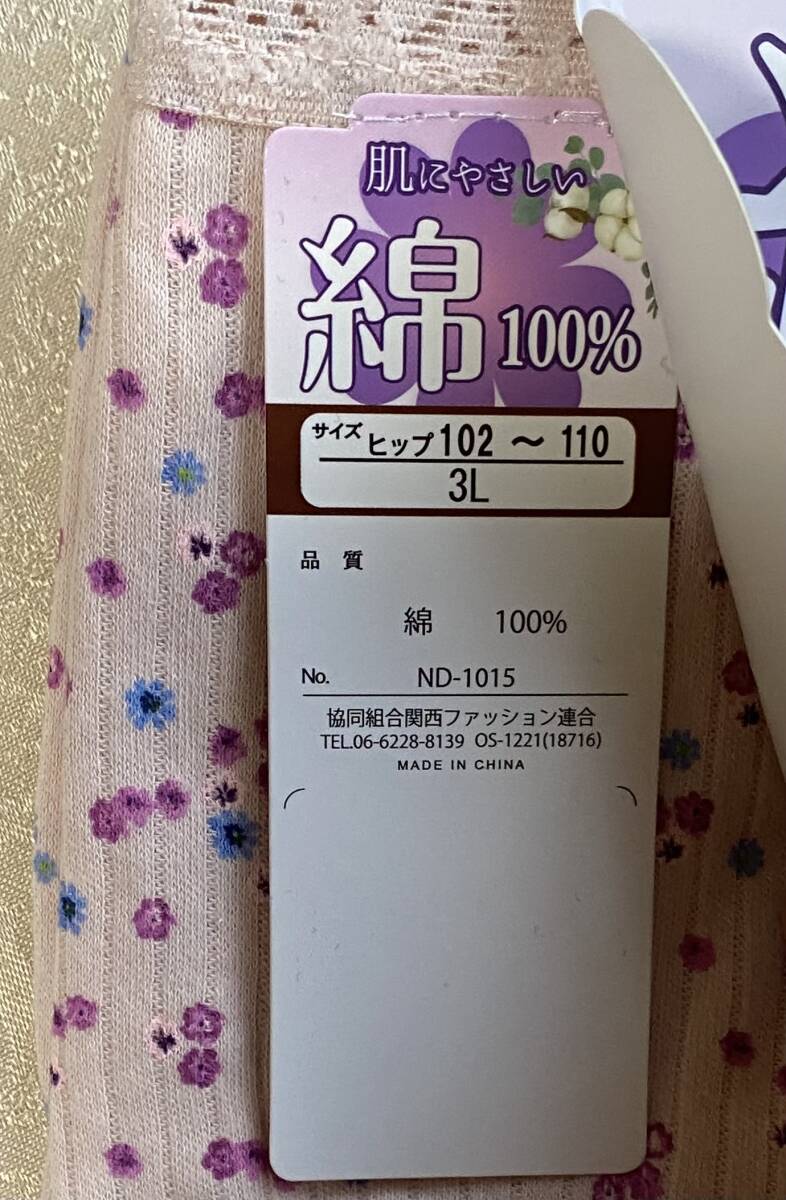 肌にやさしい
綿100%
サイズ ヒップ102 ～ 110
3L
品 質
綿 100%
No. ND-1015
協同組合関西ファッション連合
TEL.06-6228-8139 OS-1221(18716)
MADE IN CHINA